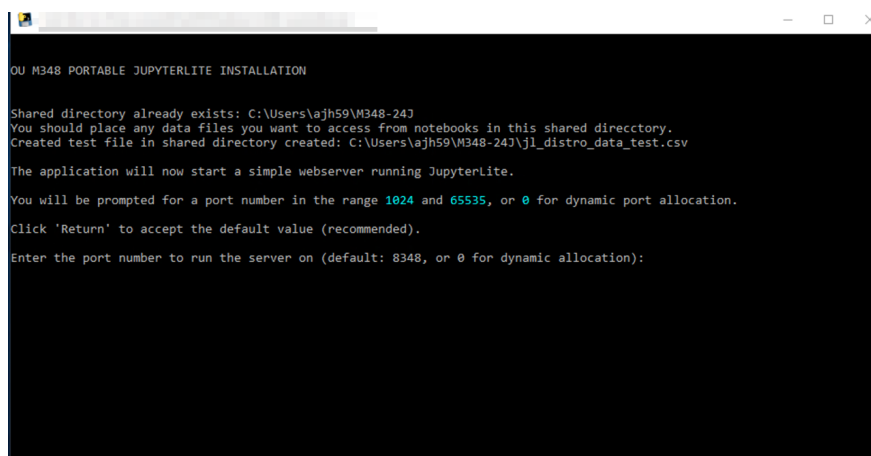 OU M348 PORTABLE JUPYTERLITE INSTALLATION
Shared directory already exists: C:\Users\ajh59\M348-24J
You should place any data files you want to access from notebooks in this shared direcctory.
Created test file in shared directory created: C:\Users\ajh59\M348-24J\jl_distro_data_test.csv
The application will now start a simple webserver running JupyterLite.
You will be prompted for a port number in the range 1024 and 65535, or 0 for dynamic port allocation.
Click 'Return' to accept the default value (recommended).
Enter the port number to run the server on (default: 8348, or 0 for dynamic allocation):